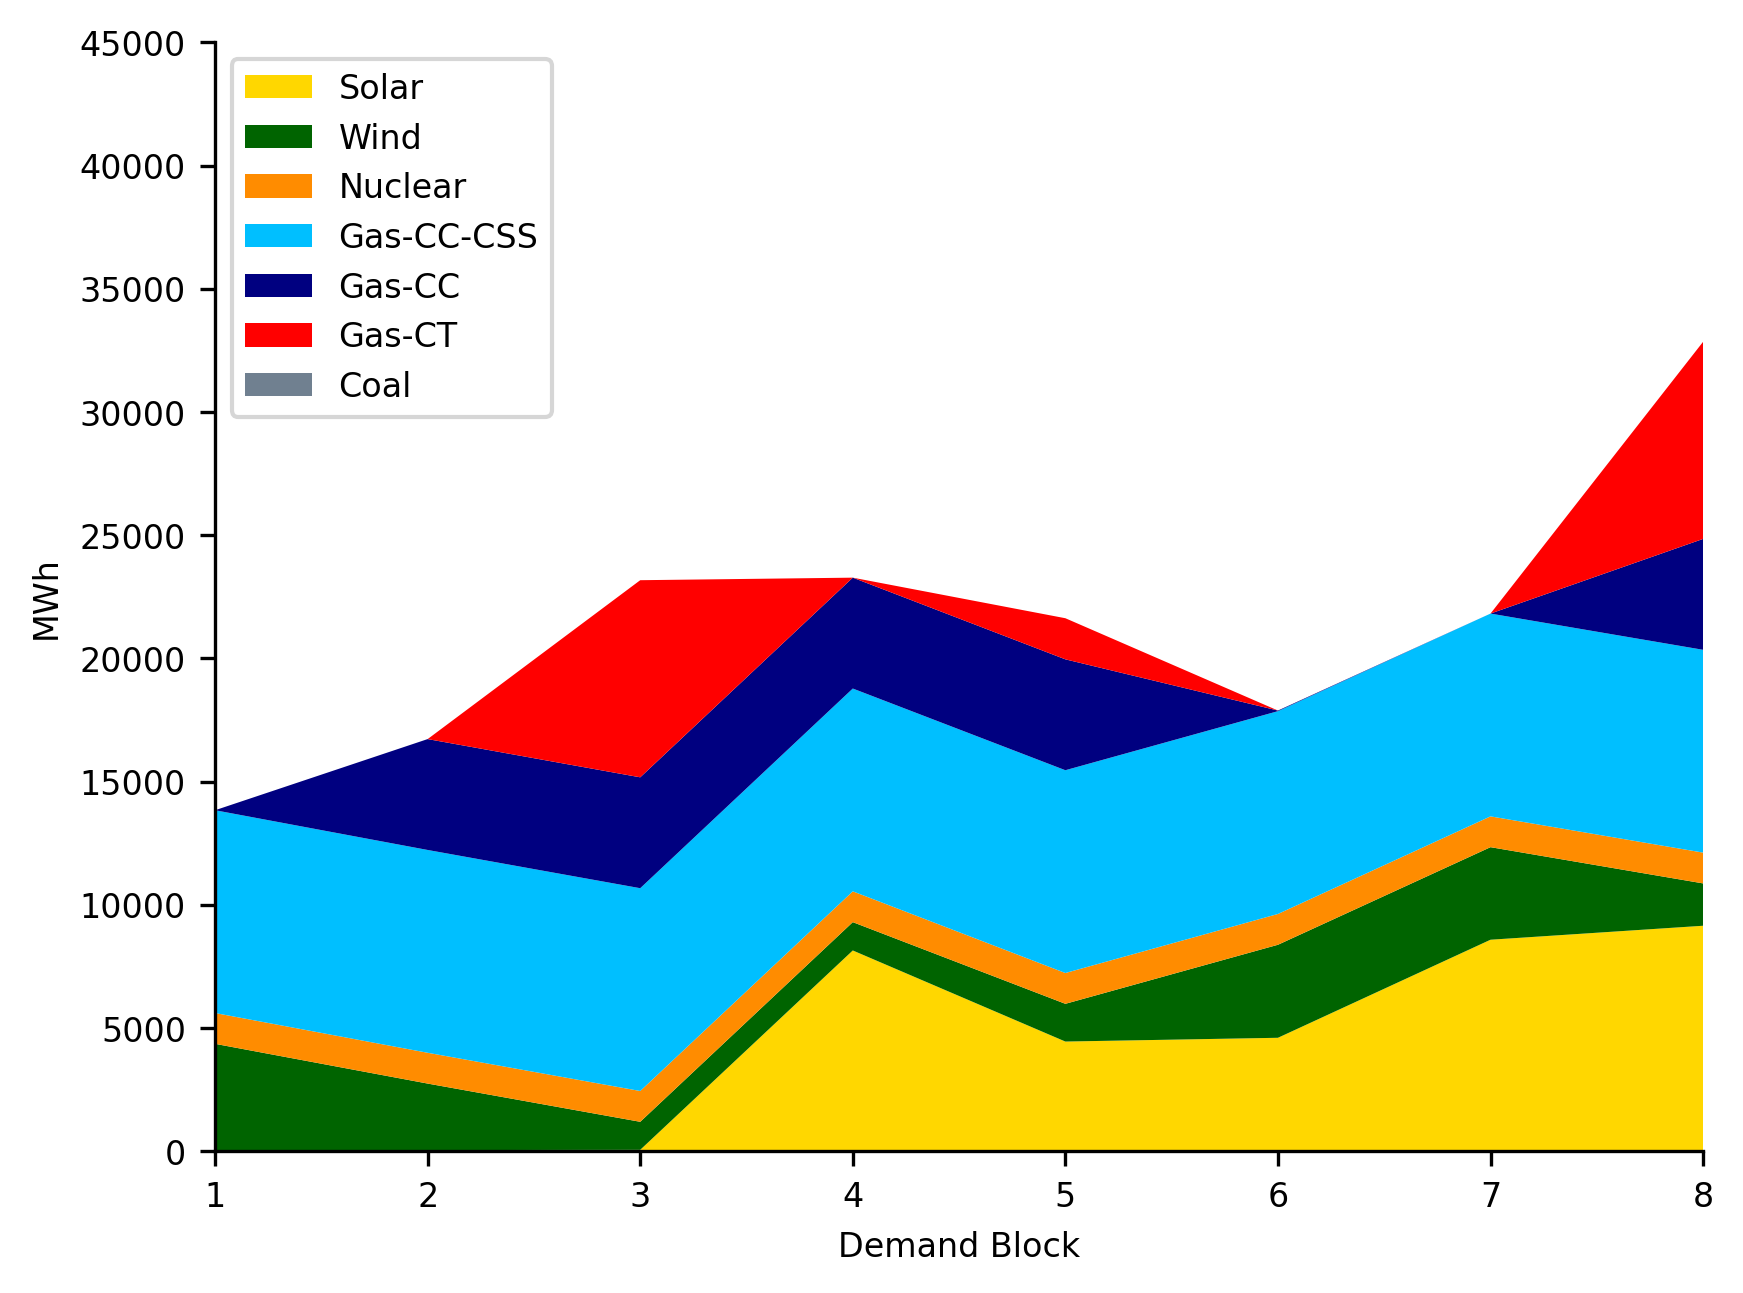 45000
40000
35000
30000
25000
20000
15000
10000
5000
0
MWh
Solar
Wind
Nuclear
Gas-CC-CSS
Gas-CC
Gas-CT
Coal
1 2 3 4 5 6 7 8
Demand Block